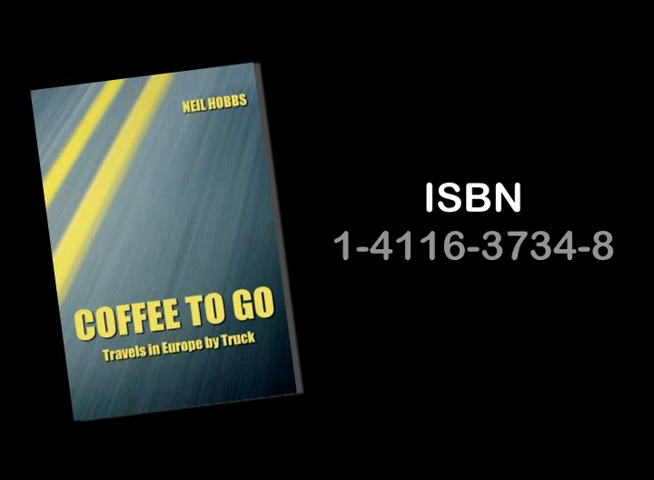 NEIL HOBBS
COFFEE TO GO
Travels in Europe by Truck
ISBN
1-4116-3734-8